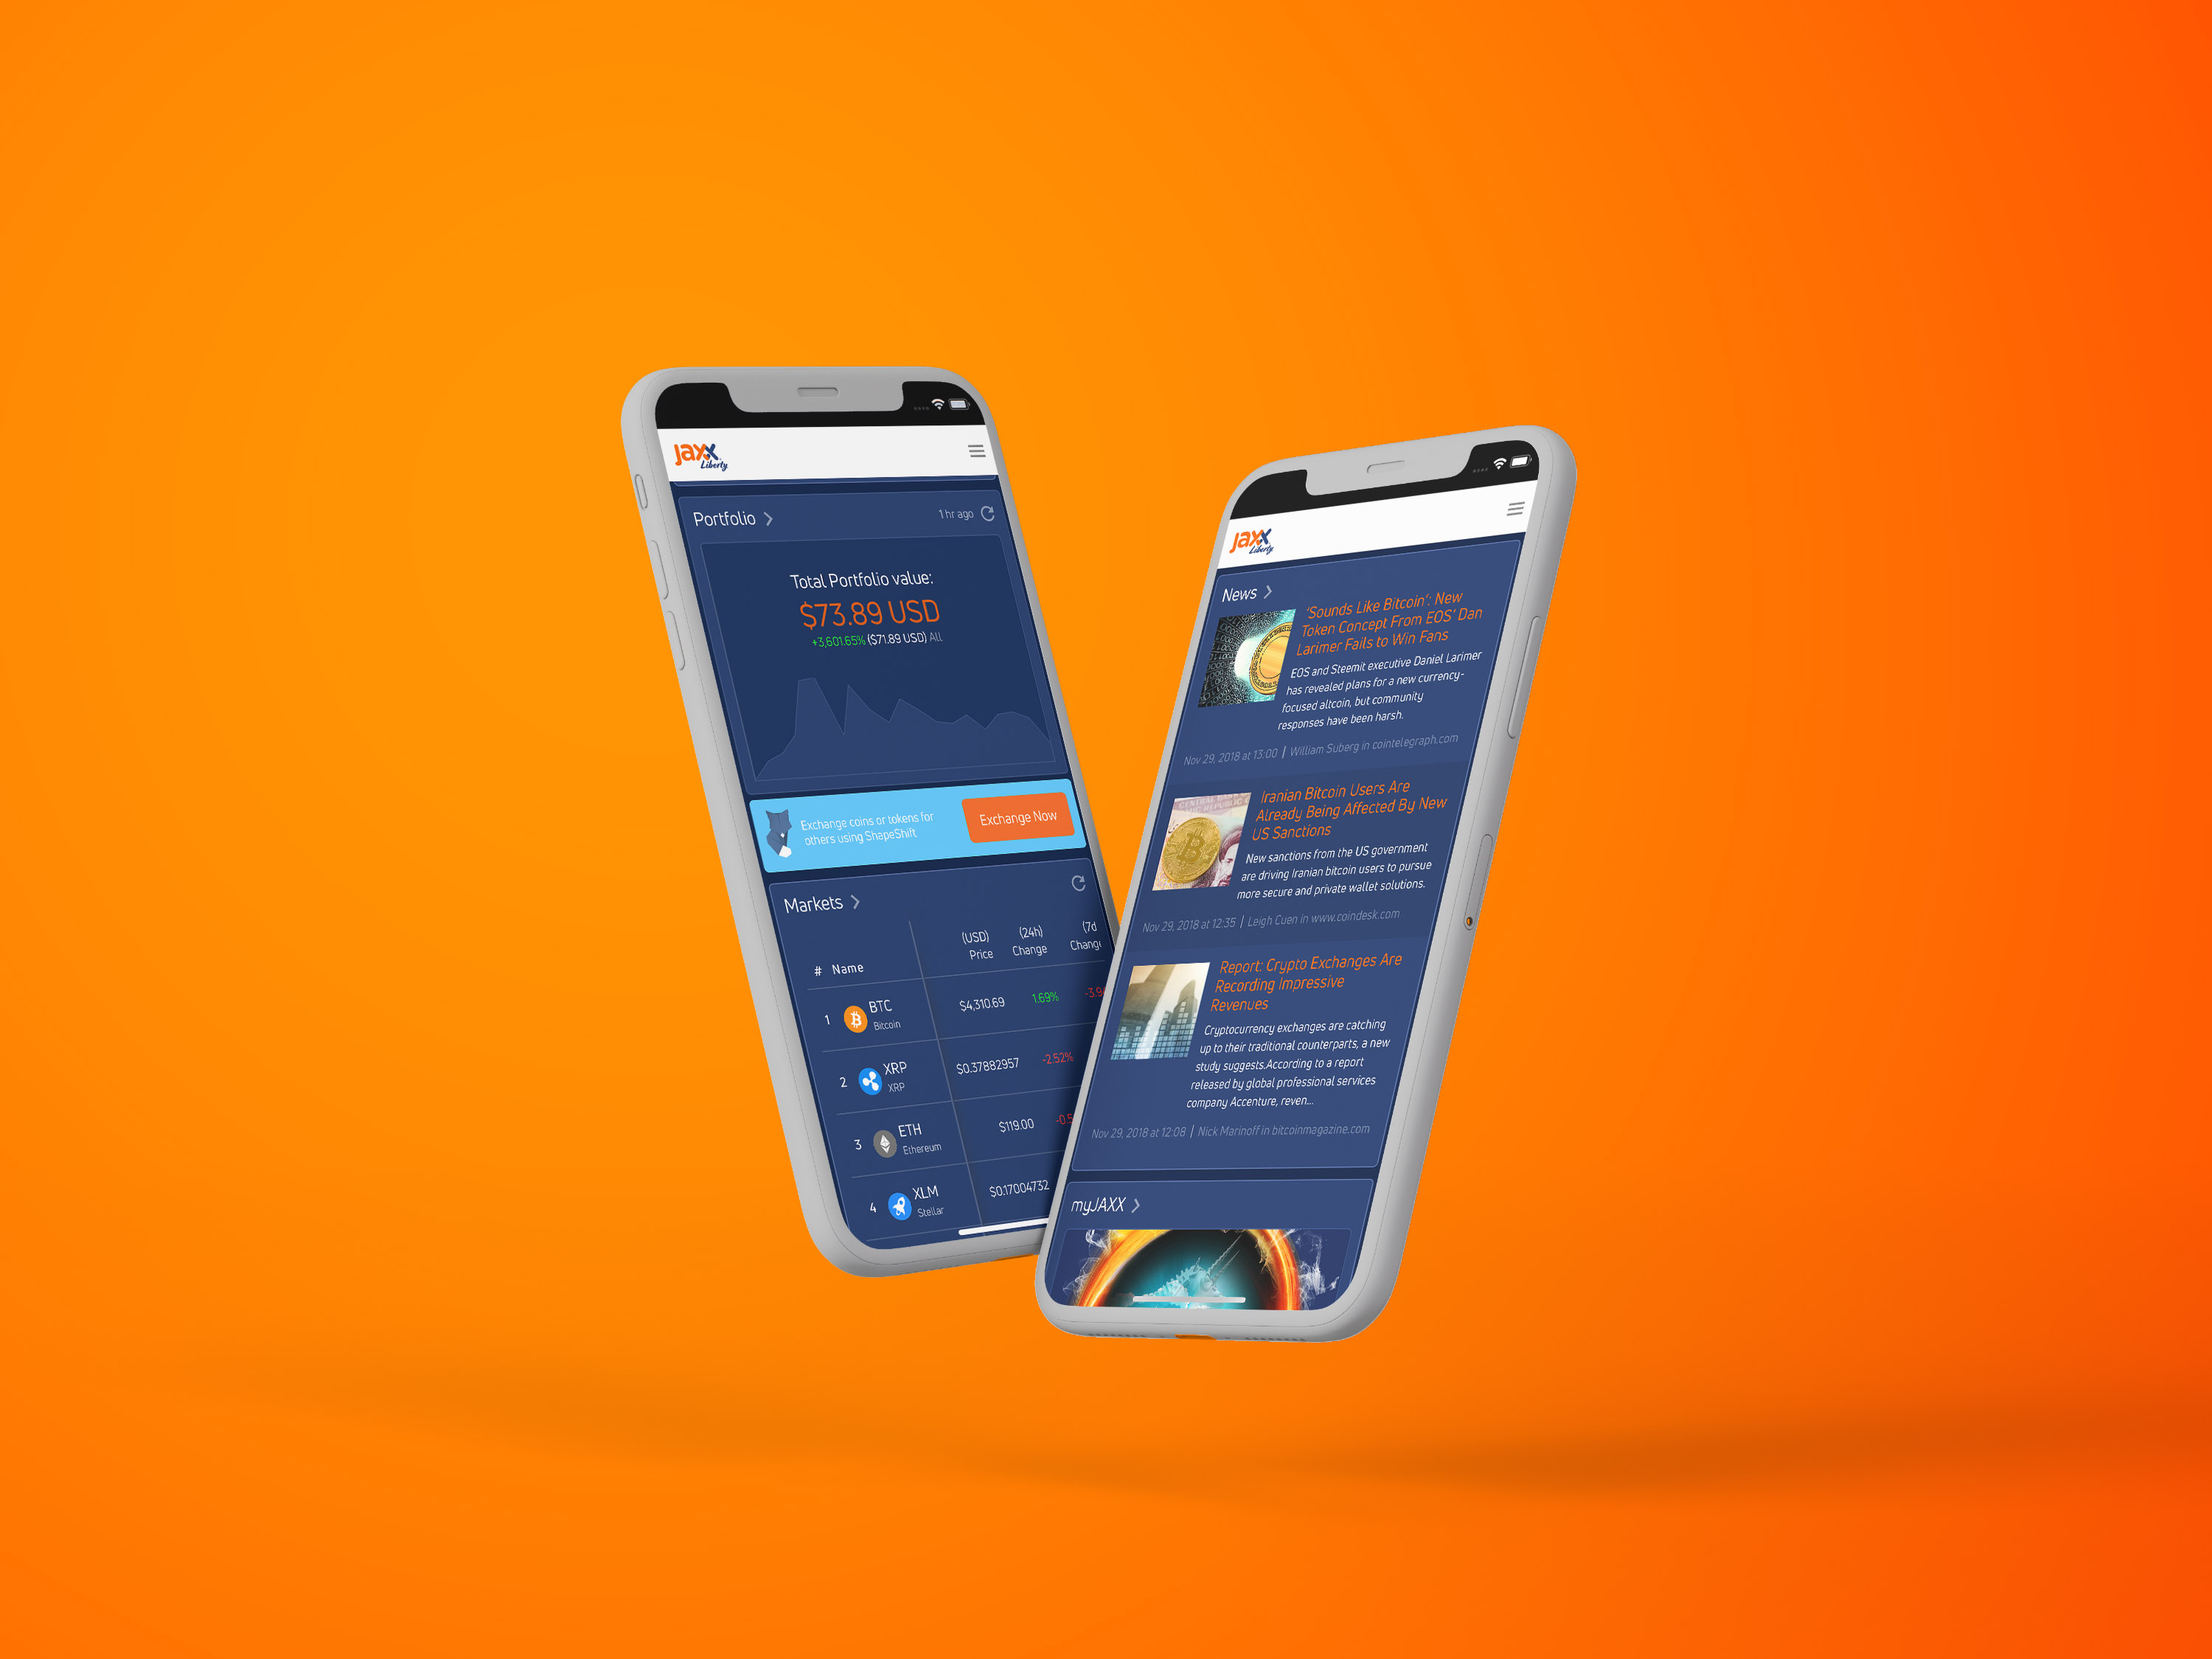 jaxx
Liberty
Portfolio
1 hr ago
Total Portfolio value:
$73.89 USD
+3,601.65% ($71.89 USD) All
Exchange coins or tokens for
others using ShapeShift
Exchange Now
Markets
# Name
(USD)
Price
(24h)
Change
(7d
Chang
1 BTC
Bitcoin
$4,310.69 1.69% -3.9
2 XRP
XRP
$0.37882957 -2.52%
3 ETH
Ethereum
$119.00 -0.5
4 XLM
Stellar
$0.17004732
jaxx
Liberty
News
‘Sounds Like Bitcoin’: New
Token Concept From EOS’ Dan
Larimer Fails to Win Fans
EOS and Steemit executive Daniel Larimer
has revealed plans for a new currency-
focused altcoin, but community
responses have been harsh.
Nov 29, 2018 at 13:00 | William Suberg in cointelegraph.com
Iranian Bitcoin Users Are
Already Being Affected By New
US Sanctions
New sanctions from the US government
are driving Iranian bitcoin users to pursue
more secure and private wallet solutions.
Nov 29, 2018 at 12:35 | Leigh Cuen in www.coindesk.com
Report: Crypto Exchanges Are
Recording Impressive
Revenues
Cryptocurrency exchanges are catching
up to their traditional counterparts, a new
study suggests.According to a report
released by global professional services
company Accenture, reven...
Nov 29, 2018 at 12:08 | Nick Marinoff in bitcoinmagazine.com
myJAXX